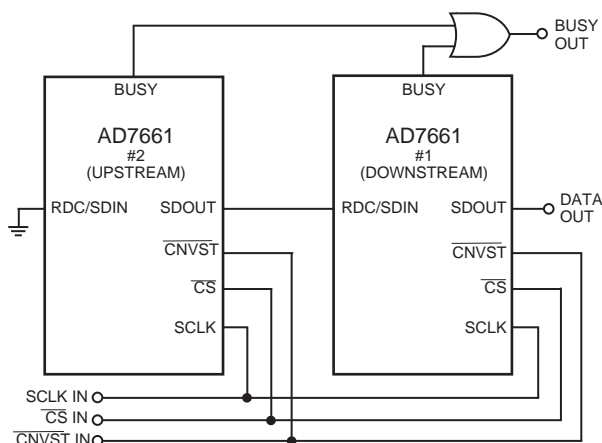 BUSY
OUT
BUSY
AD7661
#2
(UPSTREAM)
RDC/SDIN
SDOUT
CNVST
CS
SCLK
BUSY
AD7661
#1
(DOWNSTREAM)
RDC/SDIN
SDOUT
CNVST
CS
SCLK
DATA
OUT
SCLK IN
CS IN
CNVST IN